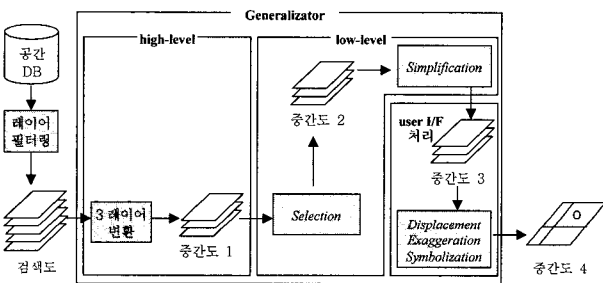 Generalizator
공간
DB
레이어
필터링
검색도
high-level
3 레이어
변환
중간도 1
low-level
Selection
중간도 2
Simplification
user I/F
처리
중간도 3
Displacement
Exaggeration
Symbolization
중간도 4